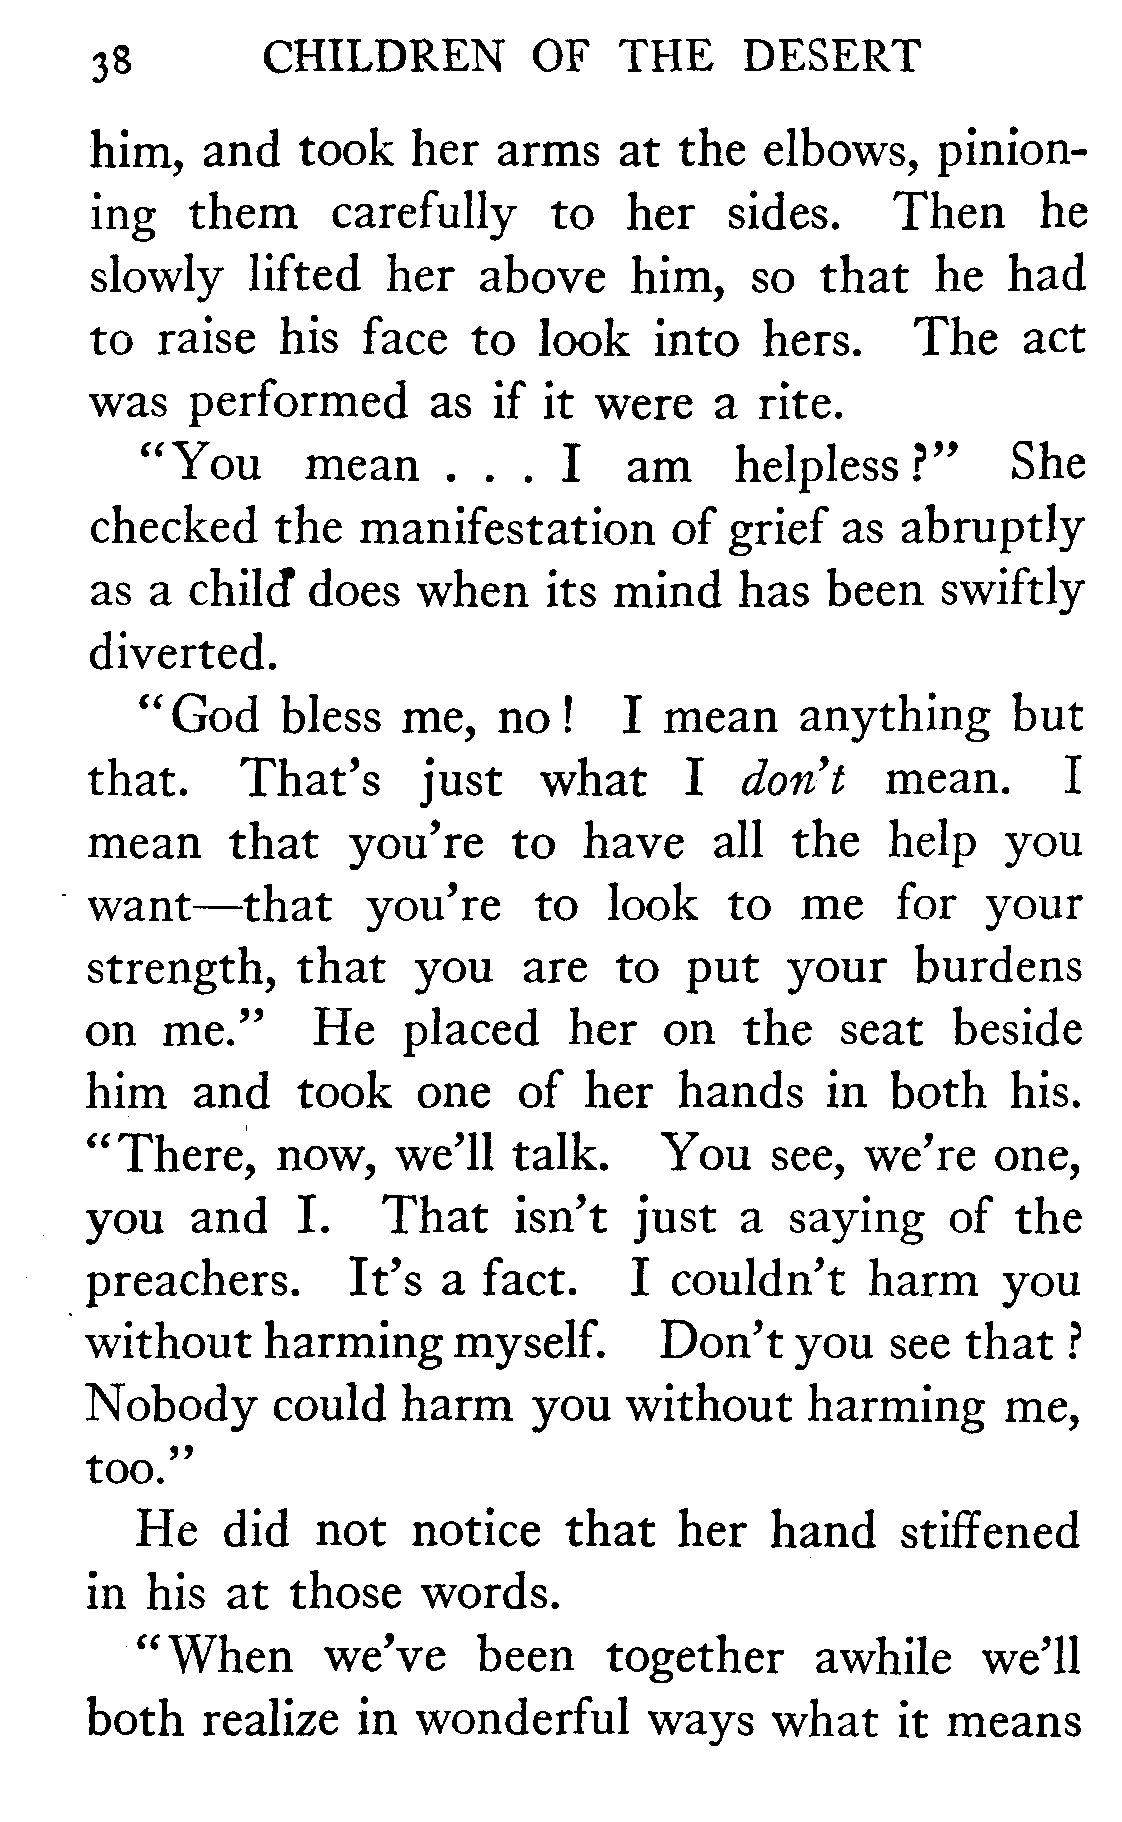 38 CHILDREN OF THE DESERT
him, and took her arms at the elbows, pinion-
ing them carefully to her sides. Then he
slowly lifted her above him, so that he had
to raise his face to look into hers. The act
was performed as if it were a rite.
"You mean . . . I am helpless?" She
checked the manifestation of grief as abruptly
as a child does when its mind has been swiftly
diverted.
"God bless me, no! I mean anything but
that. That's just what I don't mean. I
mean that you're to have all the help you
want—that you're to look to me for your
strength, that you are to put your burdens
on me." He placed her on the seat beside
him and took one of her hands in both his.
"There, now, we'll talk. You see, we're one,
you and I. That isn't just a saying of the
preachers. It's a fact. I couldn't harm you
without harming myself. Don't you see that?
Nobody could harm you without harming me,
too."
He did not notice that her hand stiffened
in his at those words.
"When we've been together awhile we'll
both realize in wonderful ways what it means